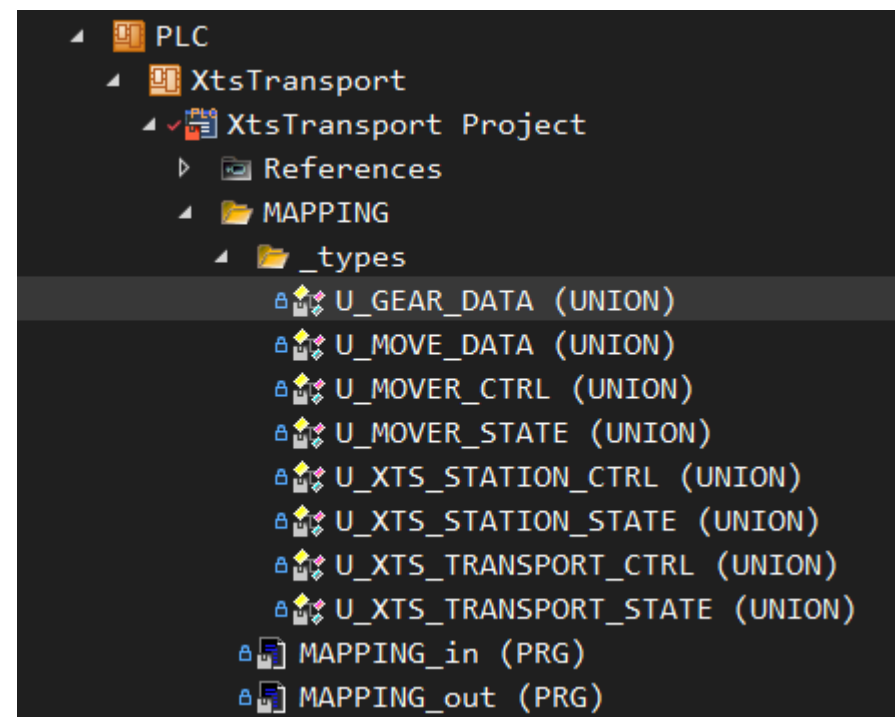 PLC
XtsTransport
XtsTransport Project
References
MAPPING
_types
U_GEAR_DATA (UNION)
U_MOVE_DATA (UNION)
U_MOVER_CTRL (UNION)
U_MOVER_STATE (UNION)
U_XTS_STATION_CTRL (UNION)
U_XTS_STATION_STATE (UNION)
U_XTS_TRANSPORT_CTRL (UNION)
U_XTS_TRANSPORT_STATE (UNION)
MAPPING_in (PRG)
MAPPING_out (PRG)